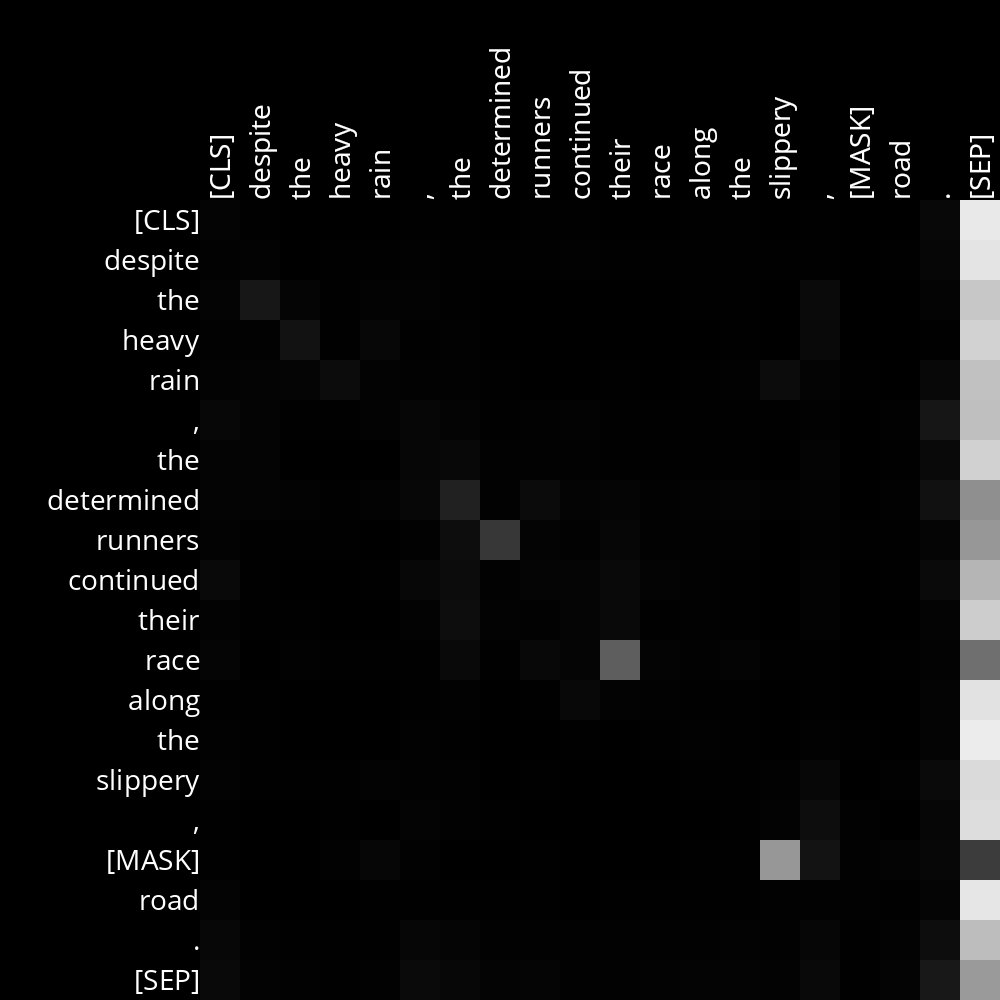 [CLS] despite the heavy rain , the determined runners continued their race along the slippery , [MASK] road . [SEP]
[CLS]
despite
the
heavy
rain
,
the
determined
runners
continued
their
race
along
the
slippery
,
[MASK]
road
.
[SEP]